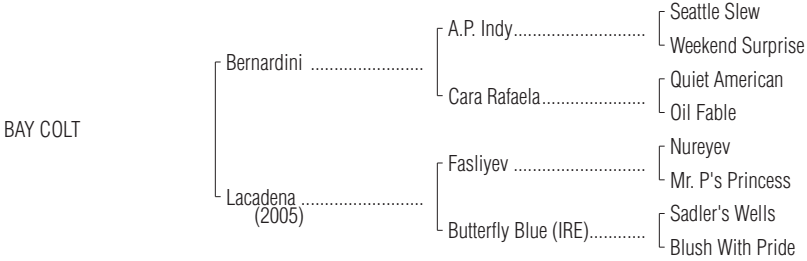 Seattle Slew
A.P. Indy..............................
Weekend Surprise
Bernardini .........................
Quiet American
Cara Rafaela.......................
Oil Fable
BAY COLT
Nureyev
Fasliyev .............................
Mr. P's Princess
Lacadena ...........................
(2005)
Sadler's Wells
Butterfly Blue (IRE)............
Blush With Pride